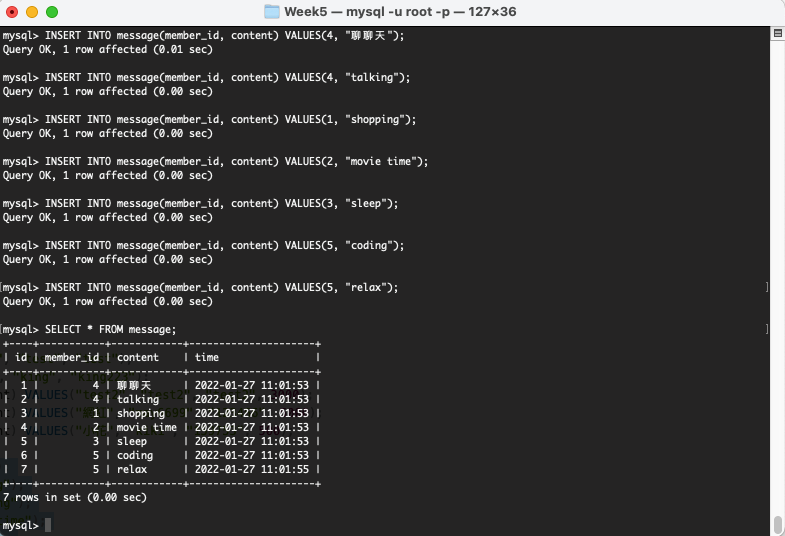 Week5 — mysql -u root -p — 127×36
mysql> INSERT INTO message(member_id, content) VALUES(4, "聊聊天");
Query OK, 1 row affected (0.01 sec)
mysql> INSERT INTO message(member_id, content) VALUES(4, "talking");
Query OK, 1 row affected (0.00 sec)
mysql> INSERT INTO message(member_id, content) VALUES(1, "shopping");
Query OK, 1 row affected (0.00 sec)
mysql> INSERT INTO message(member_id, content) VALUES(2, "movie time");
Query OK, 1 row affected (0.00 sec)
mysql> INSERT INTO message(member_id, content) VALUES(3, "sleep");
Query OK, 1 row affected (0.00 sec)
mysql> INSERT INTO message(member_id, content) VALUES(5, "coding");
Query OK, 1 row affected (0.00 sec)
[mysql> INSERT INTO message(member_id, content) VALUES(5, "relax"); ]
Query OK, 1 row affected (0.00 sec)
[mysql> SELECT * FROM message; ]
+----+-----------+------------+---------------------+
| id | member_id | content    | time                |
+----+-----------+------------+---------------------+
|  1 |         4 | 聊聊天     | 2022-01-27 11:01:53 |
|  2 |         4 | talking    | 2022-01-27 11:01:53 |
|  3 |         1 | shopping   | 2022-01-27 11:01:53 |
|  4 |         2 | movie time | 2022-01-27 11:01:53 |
|  5 |         3 | sleep      | 2022-01-27 11:01:53 |
|  6 |         5 | coding     | 2022-01-27 11:01:53 |
|  7 |         5 | relax      | 2022-01-27 11:01:55 |
+----+-----------+------------+---------------------+
7 rows in set (0.00 sec)
mysql>